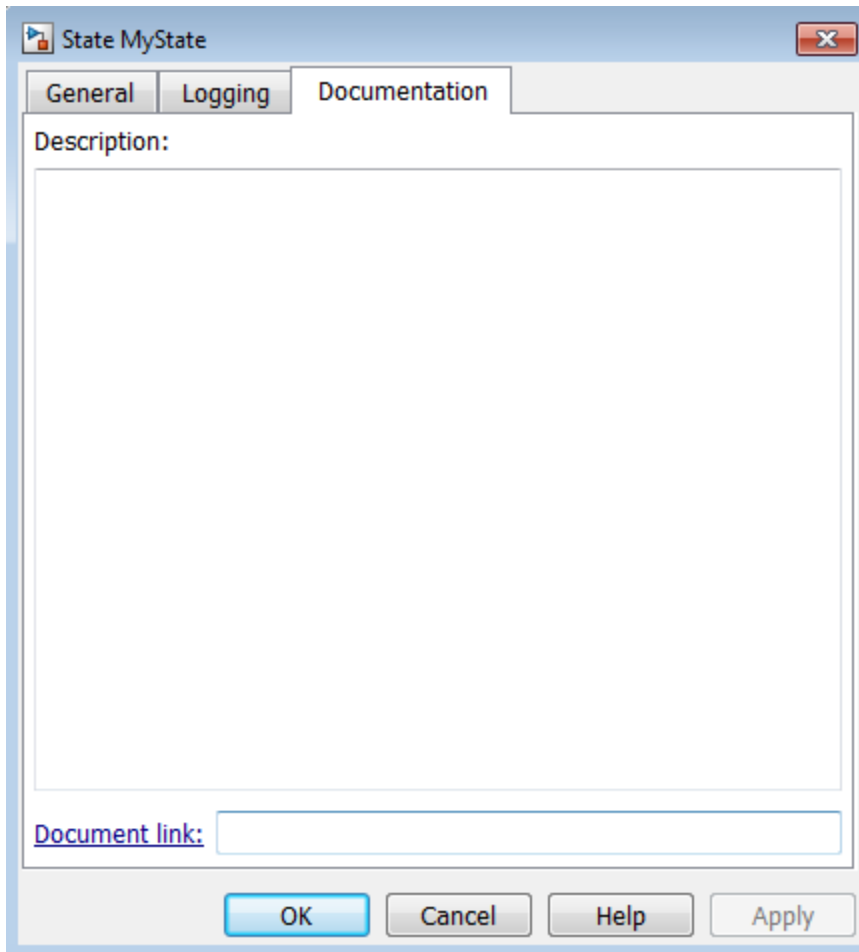 State MyState
General Logging Documentation
Description:
Document link:
OK Cancel Help Apply